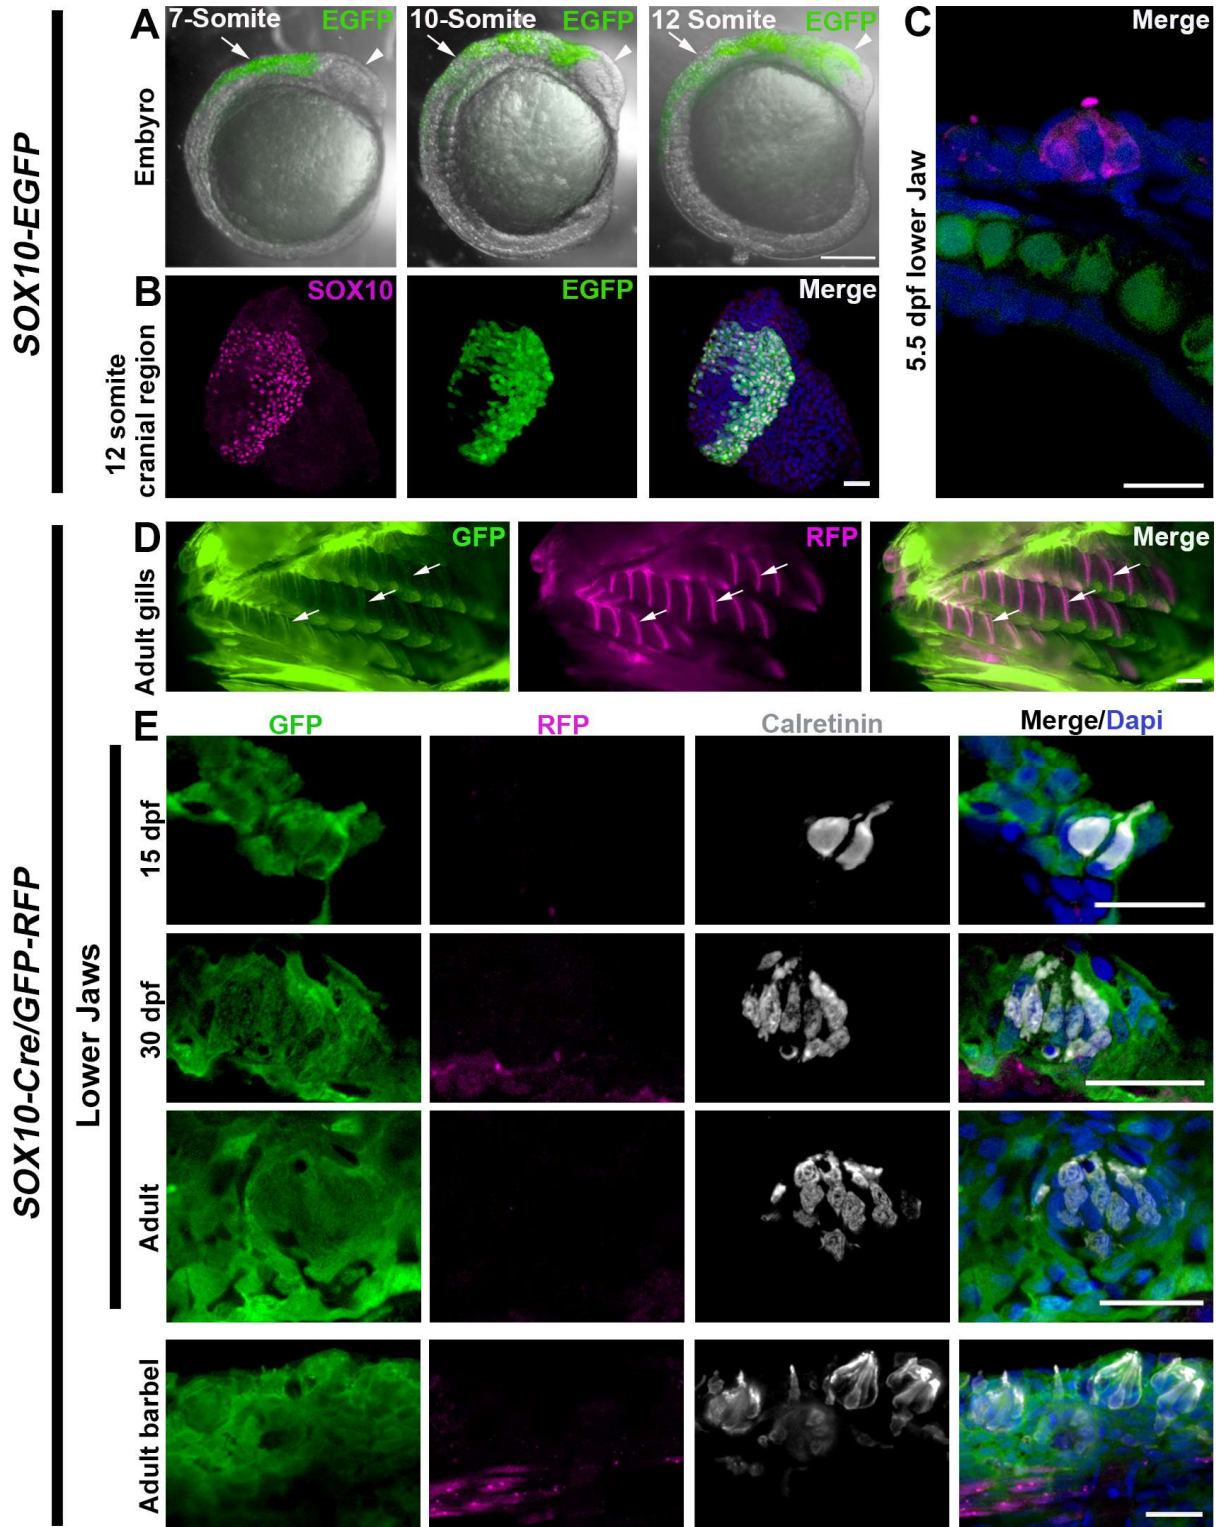 SOX10-EGFP
A
7-Somite
EGFP
10-Somite
EGFP
12 Somite
EGFP
Embyro
B
SOX10
EGFP
Merge
12 somite
cranial region
C
Merge
5.5 dpf lower Jaw
SOX10-Cre/GFP-RFP
D
GFP
RFP
Merge
Adult gills
E
GFP
RFP
Calretinin
Merge/Dapi
Lower Jaws
15 dpf
30 dpf
Adult
Adult barbel